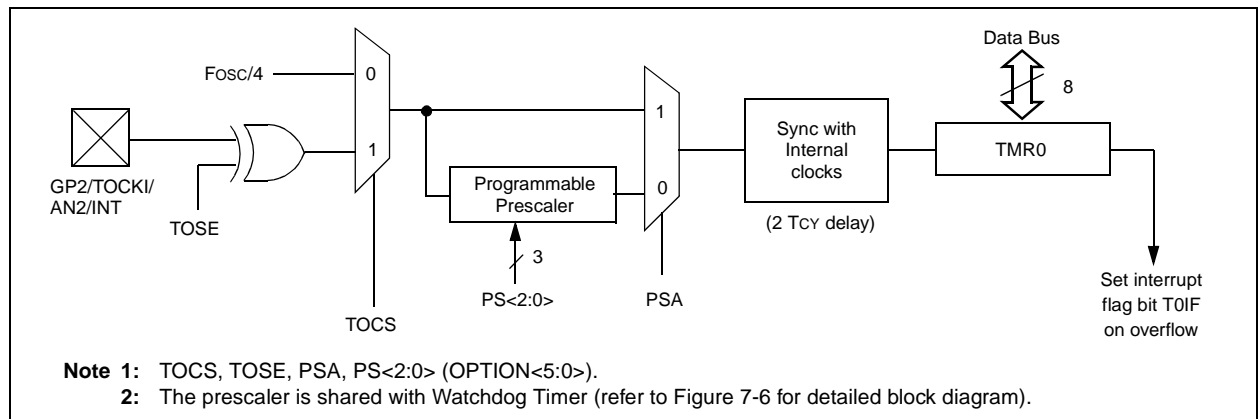 Data Bus
8
FOSC/4
0
1
GP2/TOCKI/
AN2/INT
TOSE
TOCS
Programmable
Prescaler
3
PS<2:0>
1
0
PSA
Sync with
Internal
clocks
(2 TCY delay)
TMR0
Set interrupt
flag bit T0IF
on overflow
Note 1: TOCS, TOSE, PSA, PS<2:0> (OPTION<5:0>).
2: The prescaler is shared with Watchdog Timer (refer to Figure 7-6 for detailed block diagram).